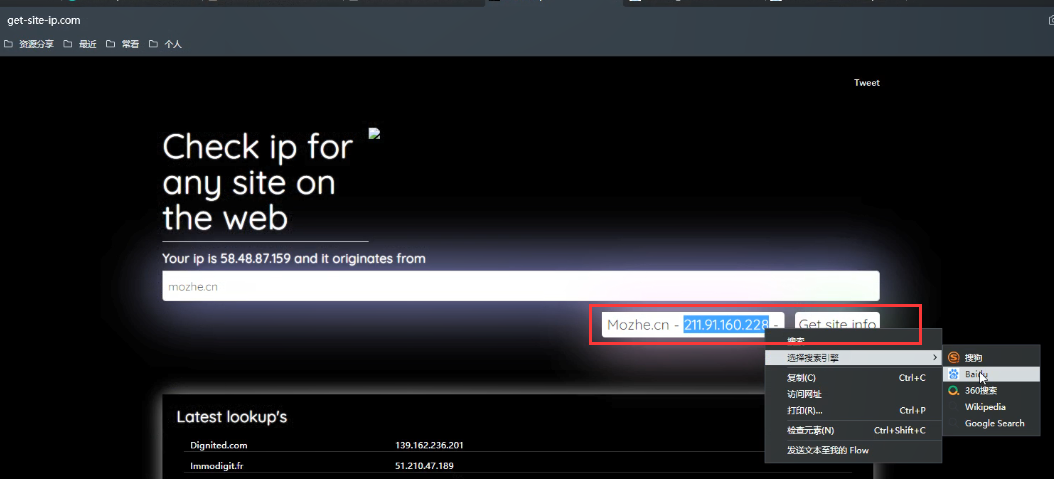 get-site-ip.com
资源分享 最近 常看 个人
Tweet
Check ip for
any site on
the web
Your ip is 58.48.87.159 and it originates from
mozhe.cn
Mozhe.cn - 211.91.160.228 - Get site info
搜索
选择搜索引擎 >
搜狗
复制(C) Ctrl+C
Baidu
访问网址
360搜索
打印(R)... Ctrl+P
Wikipedia
检查元素(N) Ctrl+Shift+C
Google Search
发送文本至我的 Flow
Latest lookup's
Dignited.com 139.162.236.201
Immodigit.fr 51.210.47.189